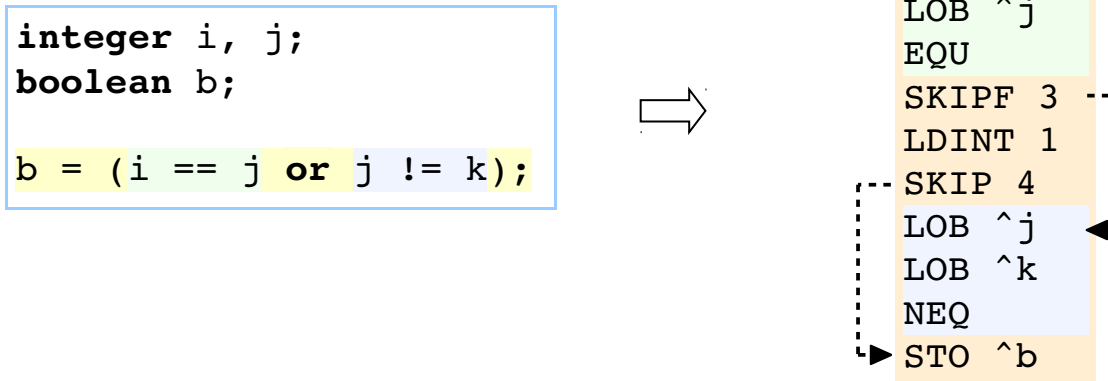 integer i, j;
boolean b;
b = (i == j or j != k);
LOB ^j
EQU
SKIPF 3
LDINT 1
SKIP 4
LOB ^j
LOB ^k
NEQ
STO ^b